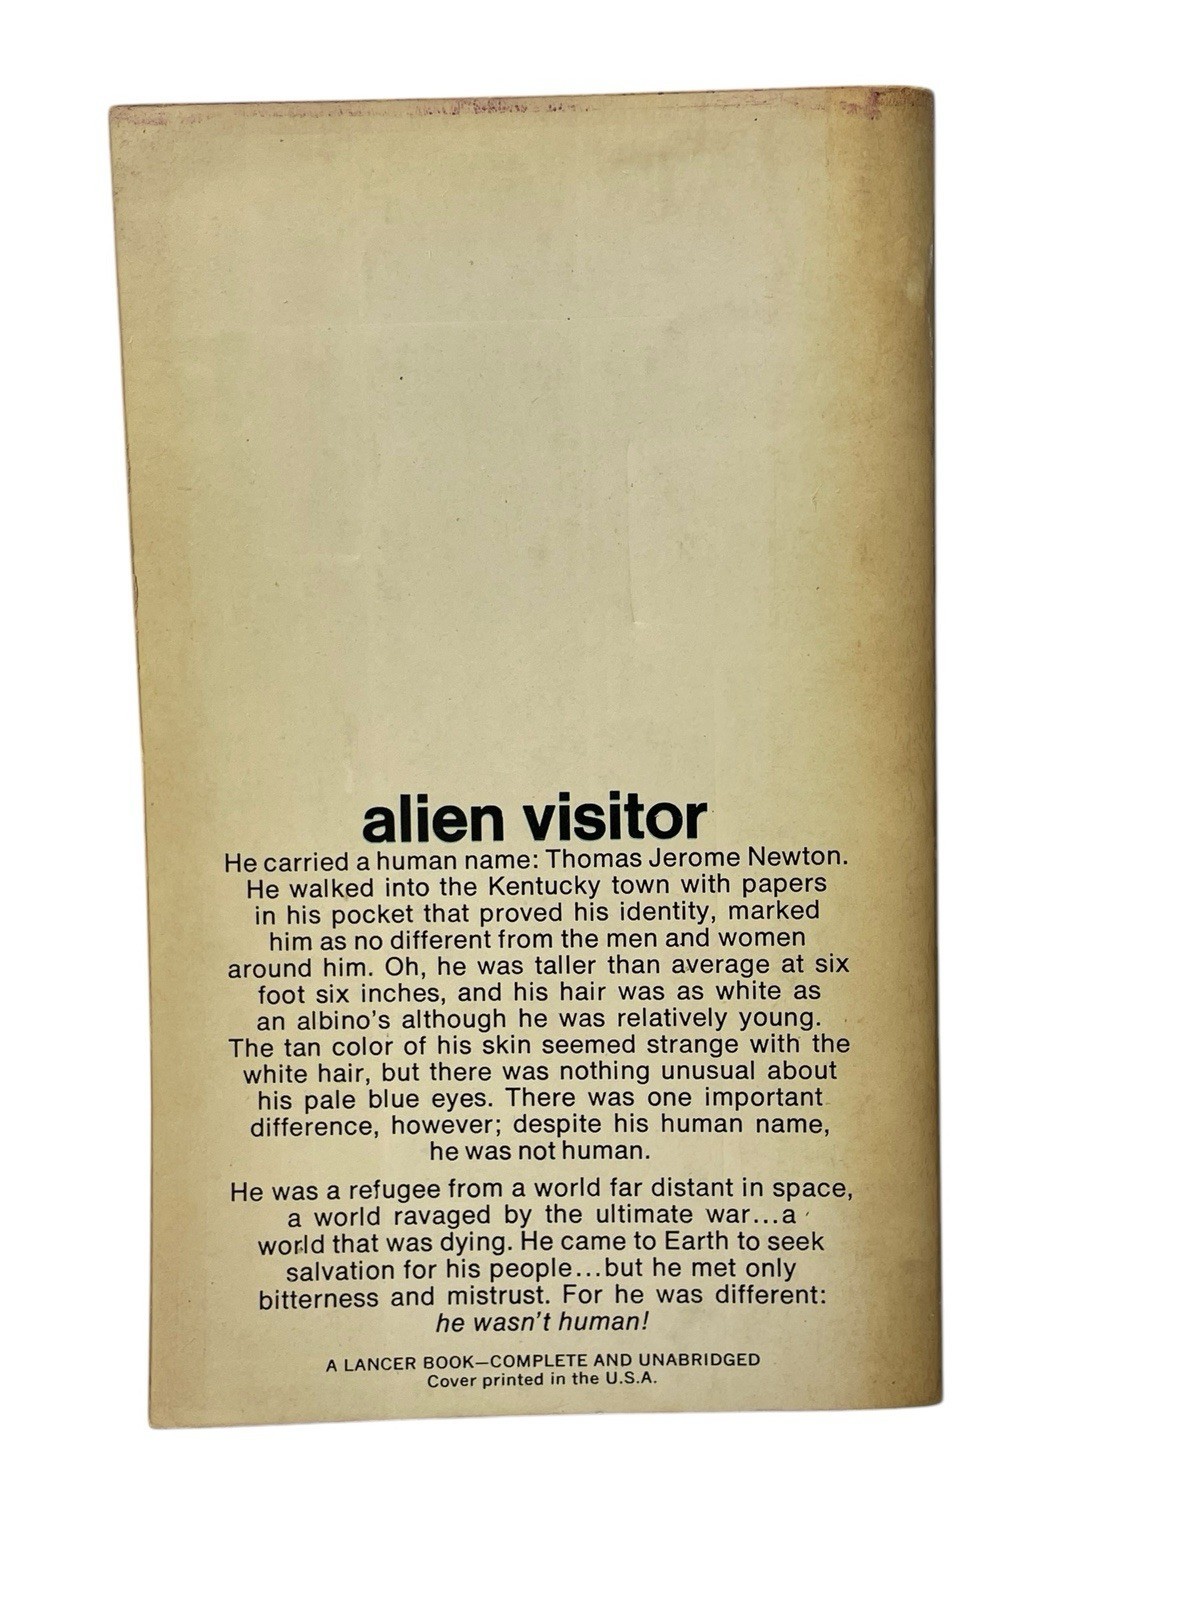 alien visitor
He carried a human name: Thomas Jerome Newton.
He walked into the Kentucky town with papers
in his pocket that proved his identity, marked
him as no different from the men and women
around him. Oh, he was taller than average at six
foot six inches, and his hair was as white as
an albino's although he was relatively young.
The tan color of his skin seemed strange with the
white hair, but there was nothing unusual about
his pale blue eyes. There was one important
difference, however; despite his human name,
he was not human.
He was a refugee from a world far distant in space,
a world ravaged by the ultimate war...a
world that was dying. He came to Earth to seek
salvation for his people...but he met only
bitterness and mistrust. For he was different:
he wasn't human!
A LANCER BOOK—COMPLETE AND UNABRIDGED
Cover printed in the U.S.A.